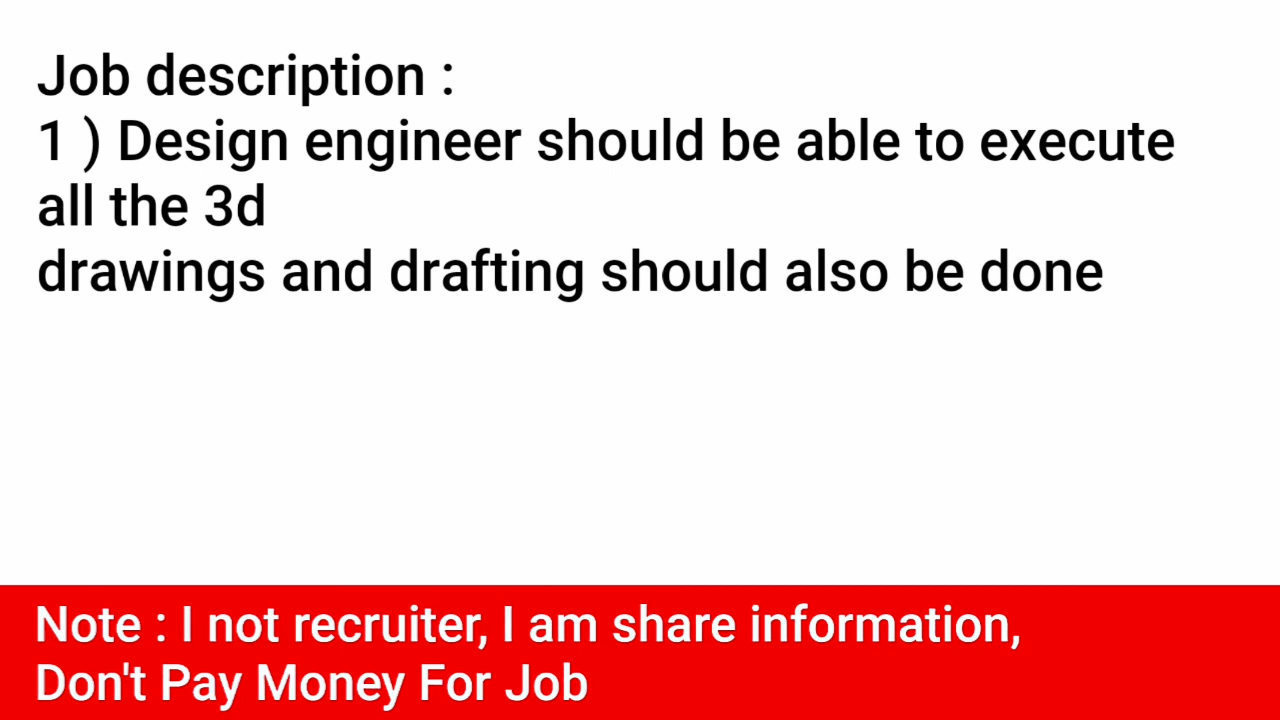 Job description :
1 ) Design engineer should be able to execute
all the 3d
drawings and drafting should also be done
Note : I not recruiter, I am share information,
Don't Pay Money For Job